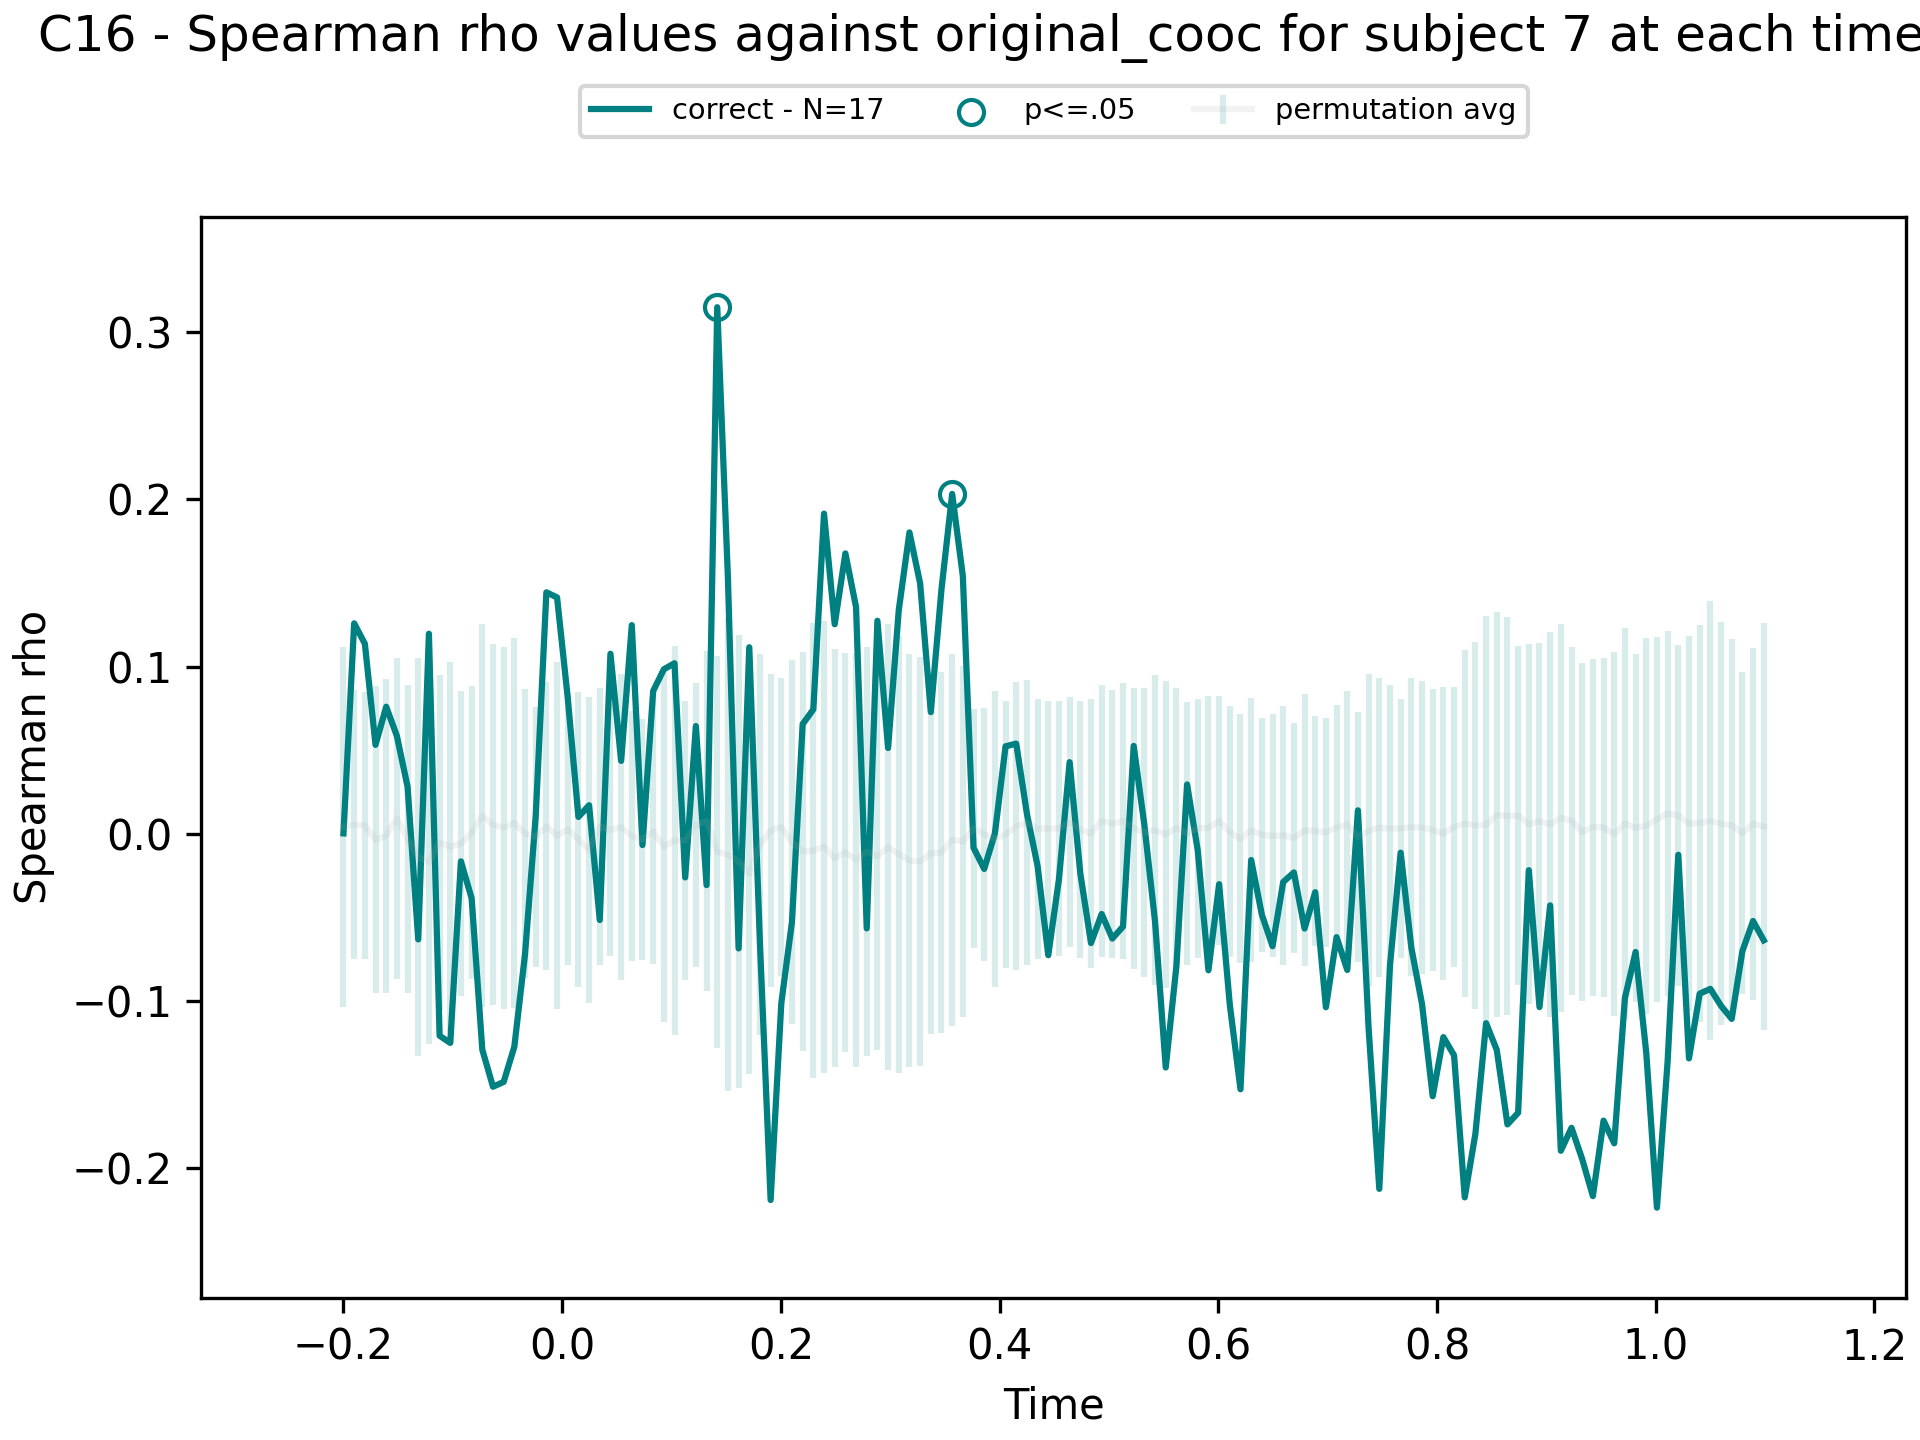 C16 - Spearman rho values against original_cooc for subject 7 at each time
correct - N=17 p<=.05 permutation avg
Spearman rho
0.3
0.2
0.1
0.0
−0.1
−0.2
−0.2 0.0 0.2 0.4 0.6 0.8 1.0 1.2
Time